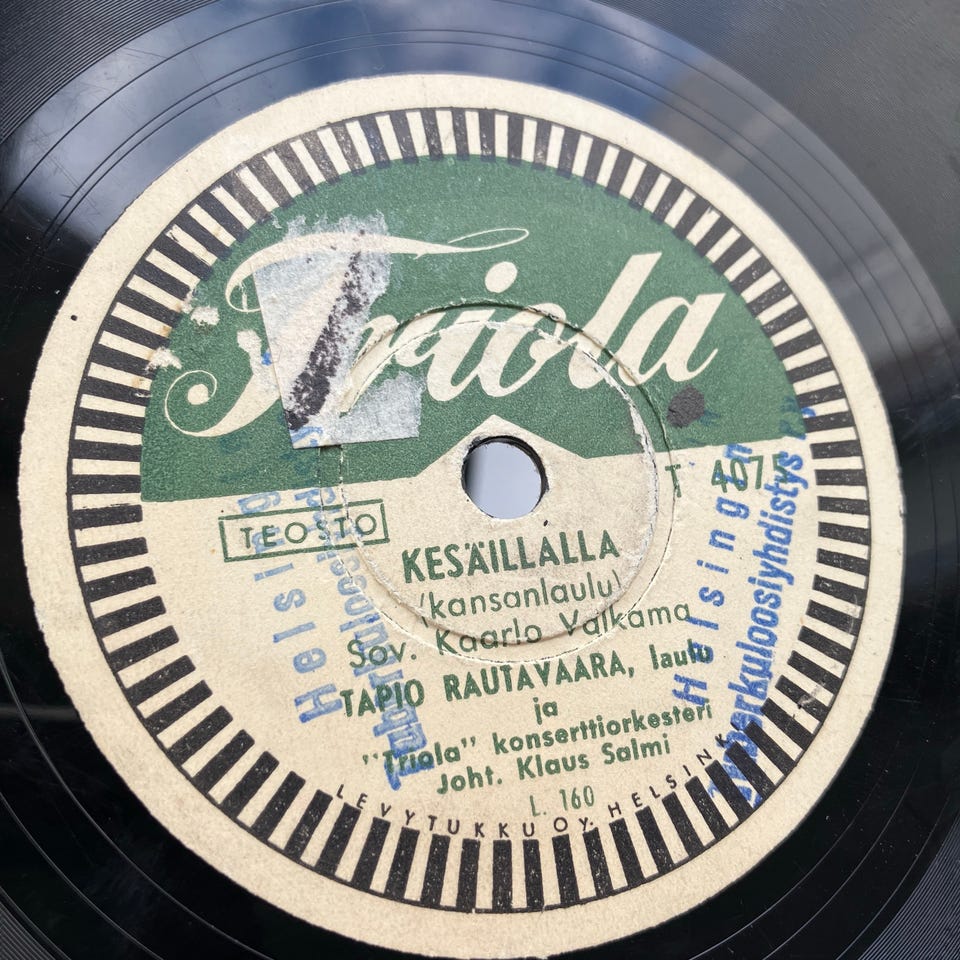 Triola
TEOSTO
KESÄILLALLA
(kansanlaulu)
Sov. Kaarlo Valkama
TAPIO RAUTAVAARA, laulu
ja
"Triola" konserttiorkesteri
Joht. Klaus Salmi
L. 160
LEVYTUKKU OY. HELSINKI
Helsingin
Tuberkuloosiyhdistys
Helsingin
Tuberkuloosiyhdistys